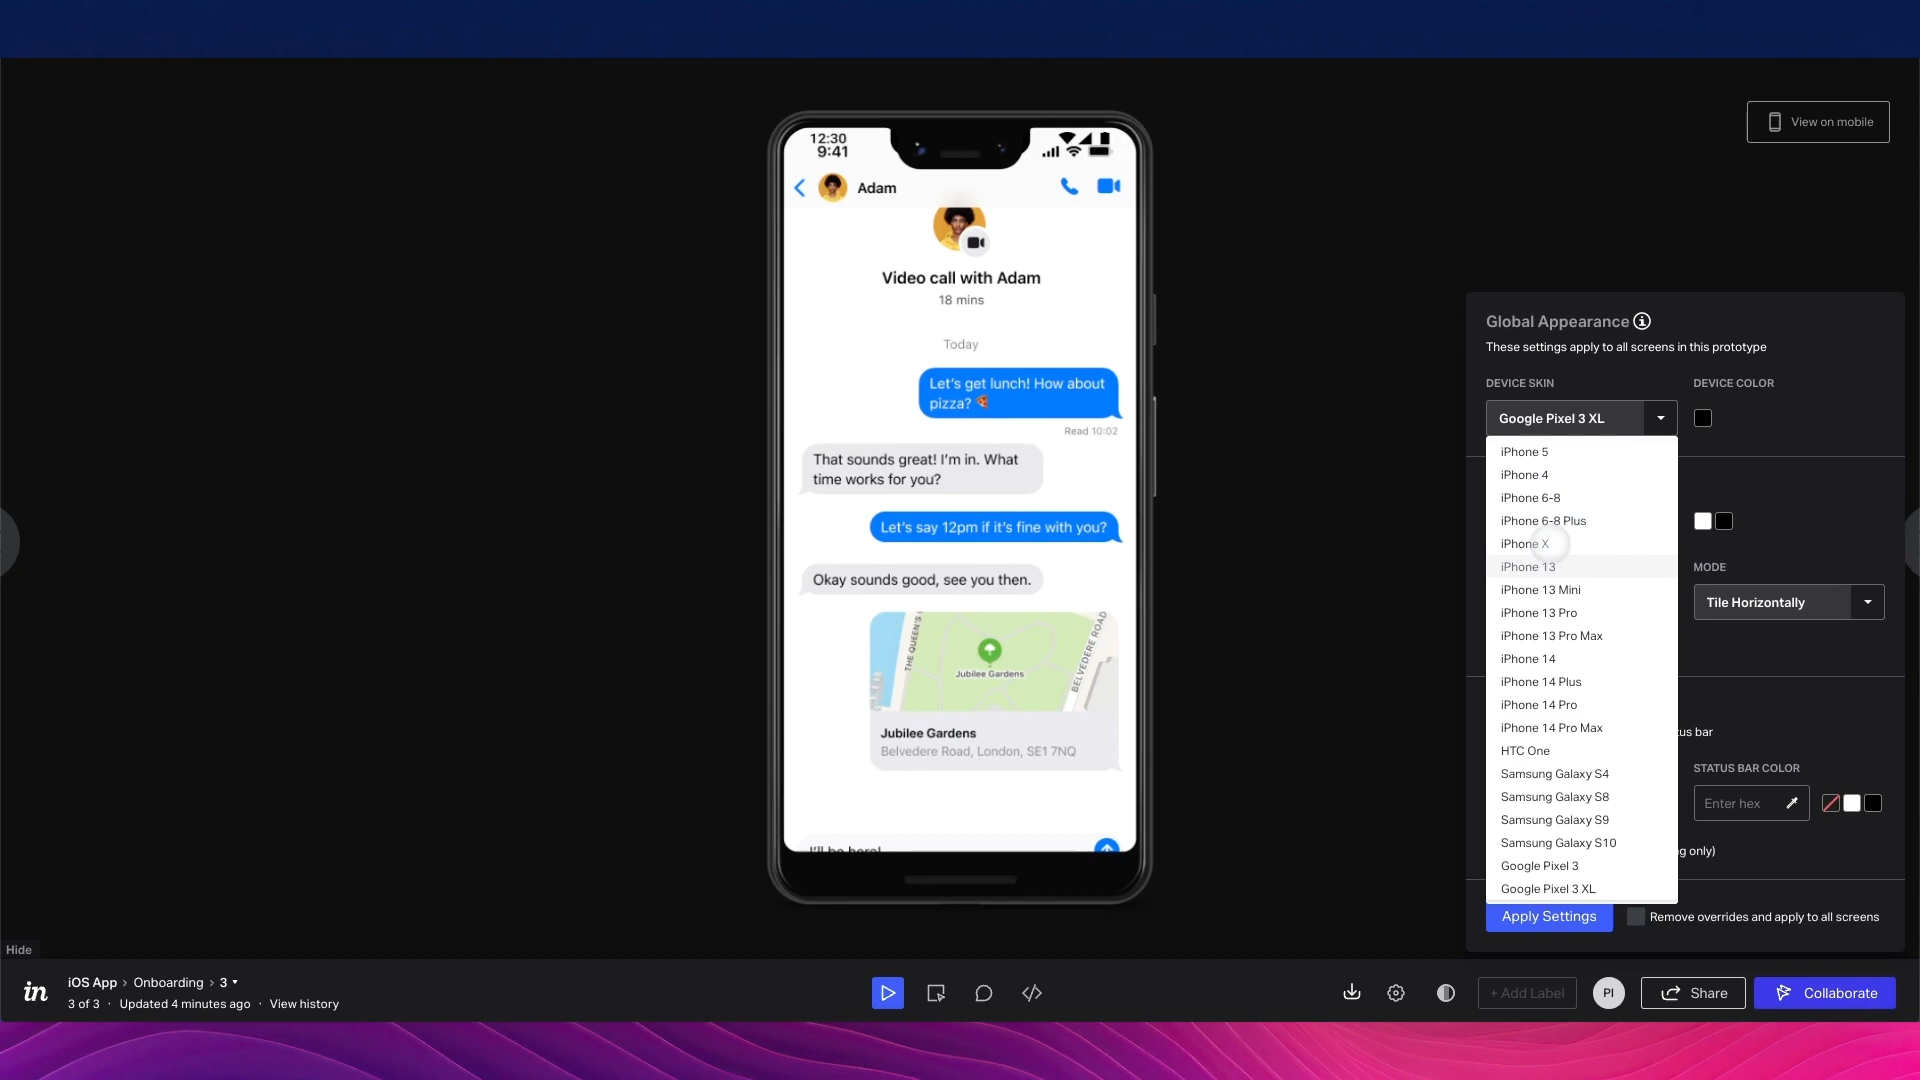 View on mobile
12:30
9:41
Adam
Video call with Adam
18 mins
Today
Let's get lunch! How about
pizza? 🍕
Read 10:02
That sounds great! I'm in. What
time works for you?
Let's say 12pm if it's fine with you?
Okay sounds good, see you then.
THE QUEEN'S
BELVEDERE ROAD
Jubilee Gardens
Jubilee Gardens
Belvedere Road, London, SE1 7NQ
I'll be here!
Global Appearance
These settings apply to all screens in this prototype
DEVICE SKIN
DEVICE COLOR
Google Pixel 3 XL
iPhone 5
iPhone 4
iPhone 6-8
iPhone 6-8 Plus
iPhone X
iPhone 13
iPhone 13 Mini
iPhone 13 Pro
iPhone 13 Pro Max
iPhone 14
iPhone 14 Plus
iPhone 14 Pro
iPhone 14 Pro Max
HTC One
Samsung Galaxy S4
Samsung Galaxy S8
Samsung Galaxy S9
Samsung Galaxy S10
Google Pixel 3
Google Pixel 3 XL
MODE
Tile Horizontally
tus bar
STATUS BAR COLOR
Enter hex
g only)
Apply Settings
Remove overrides and apply to all screens
Hide
in
iOS App › Onboarding › 3
3 of 3 · Updated 4 minutes ago · View history
+ Add Label
PI
Share
Collaborate